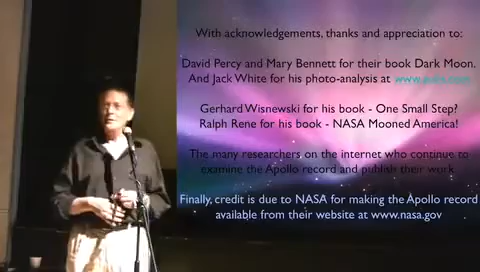 With acknowledgements, thanks and appreciation to:
David Percy and Mary Bennett for their book Dark Moon.
And Jack White for his photo-analysis at
Gerhard Wisnewski for his book - One Small Step?
Ralph Rene for his book - NASA Mooned America!
The many researchers on the internet who continue to
examine the Apollo record and publish their work
Finally, credit is due to NASA for making the Apollo record
available from their website at www.nasa.gov